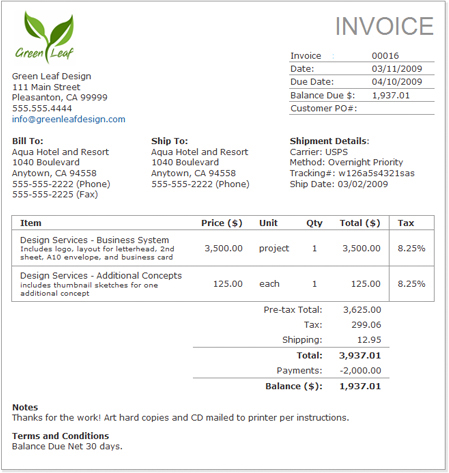 Green Leaf
INVOICE
Invoice 00016
Date: 03/11/2009
Due Date: 04/10/2009
Balance Due $: 1,937.01
Customer PO#:
Green Leaf Design
111 Main Street
Pleasanton, CA 99999
555.555.4444
info@greenleafdesign.com
Bill To:
Aqua Hotel and Resort
1040 Boulevard
Anytown, CA 94558
555-555-2222 (Phone)
555-555-2225 (Fax)
Ship To:
Aqua Hotel and Resort
1040 Boulevard
Anytown, CA 94558
555-555-2222 (Phone)
Shipment Details:
Carrier: USPS
Method: Overnight Priority
Tracking#: w126a5s4321sas
Ship Date: 03/02/2009
Item Price ($) Unit Qty Total ($) Tax
Design Services - Business System 3,500.00 project 1 3,500.00 8.25%
Includes logo, layout for letterhead, 2nd
sheet, A10 envelope, and business card
Design Services - Additional Concepts 125.00 each 1 125.00 8.25%
includes thumbnail sketches for one
additional concept
Pre-tax Total: 3,625.00
Tax: 299.06
Shipping: 12.95
Total: 3,937.01
Payments: -2,000.00
Balance ($): 1,937.01
Notes
Thanks for the work! Art hard copies and CD mailed to printer per instructions.
Terms and Conditions
Balance Due Net 30 days.